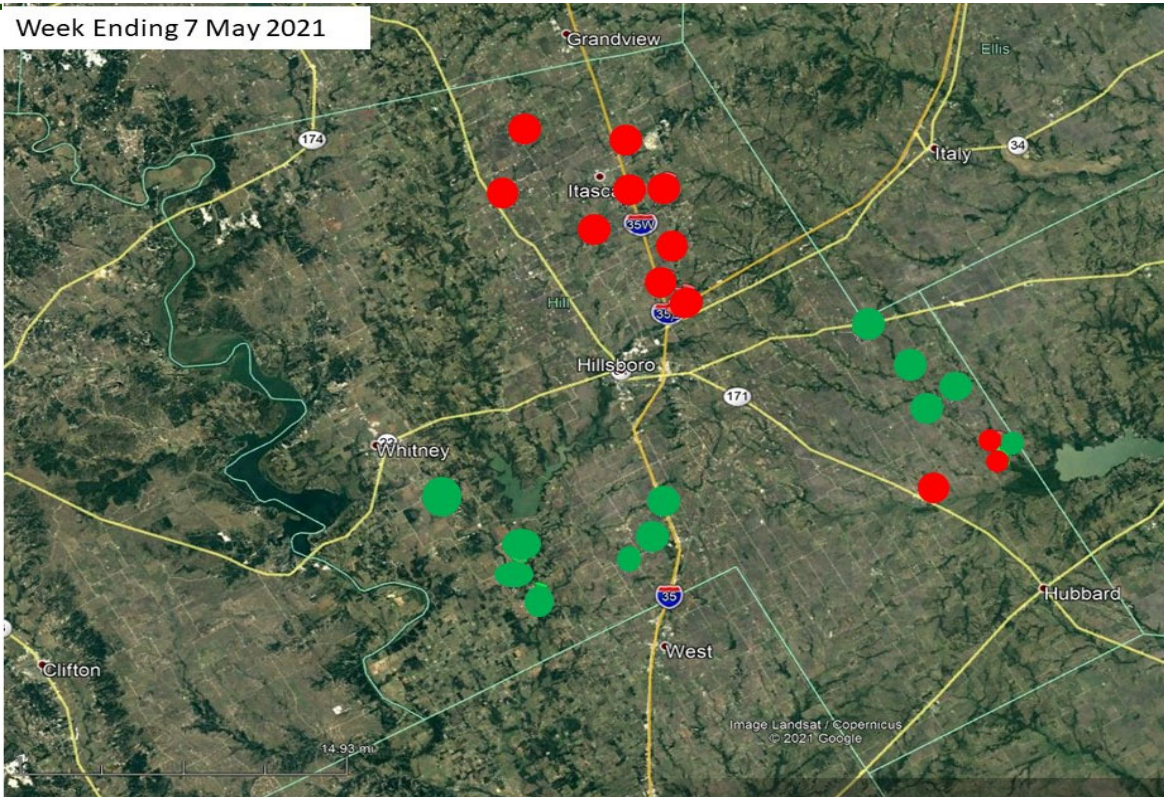 Week Ending 7 May 2021
Grandview
Ellis
174
34
Italy
Itasca
35W
Hill
Hillsboro
171
22
Whitney
35
Hubbard
West
Clifton
Image Landsat / Copernicus
© 2021 Google
14.93 mi